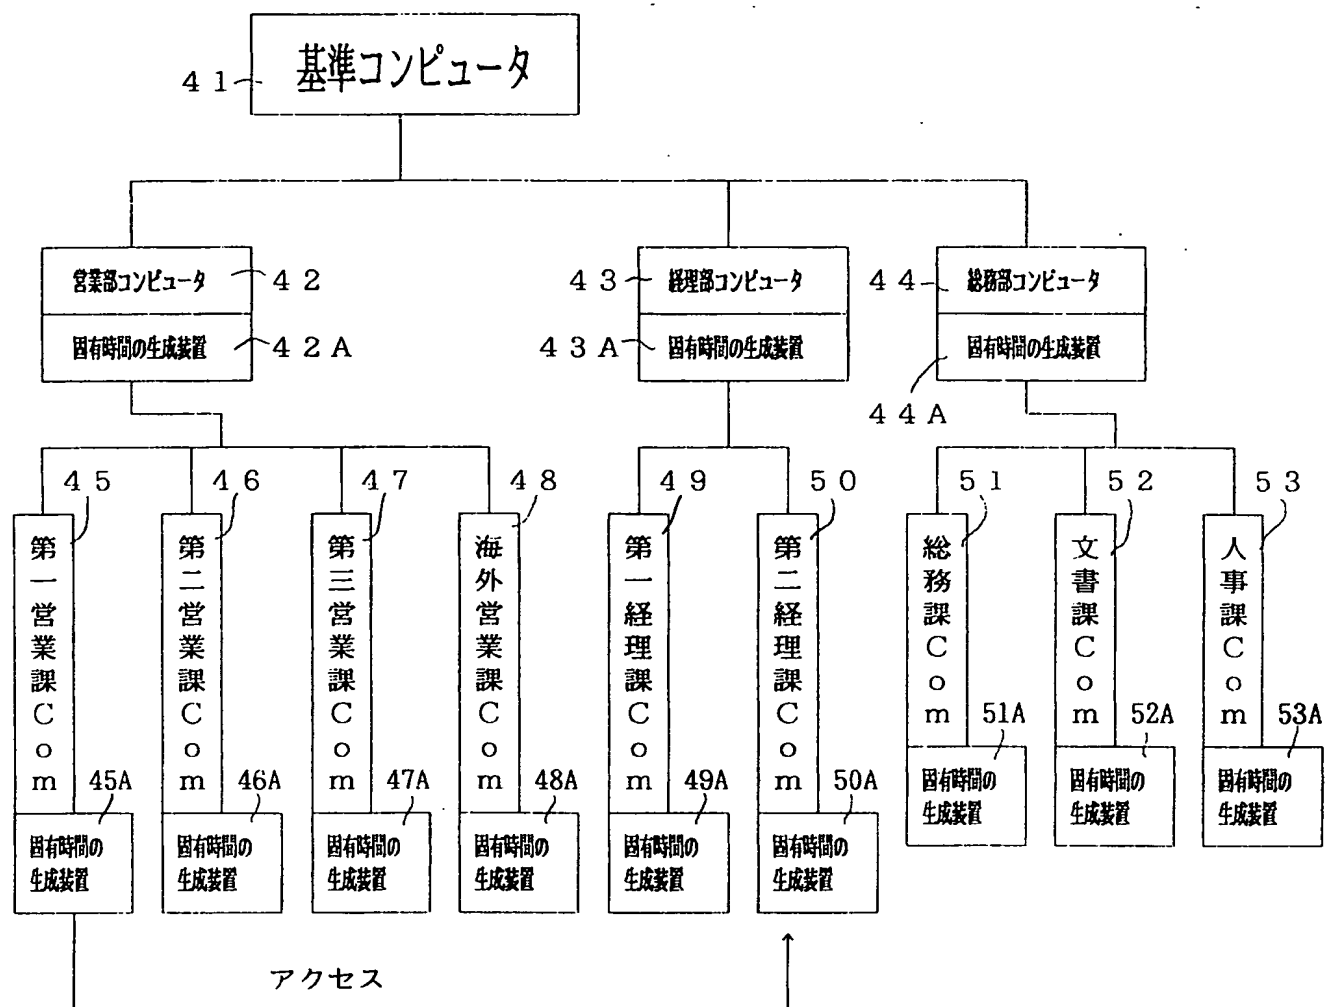 基準コンピュータ
４１
営業部コンピュータ
４２
固有時間の生成装置
４２Ａ
４３
経理部コンピュータ
４３Ａ
固有時間の生成装置
４４
総務部コンピュータ
固有時間の生成装置
４４Ａ
４５
第一営業課Ｃｏｍ
45A
固有時間の
生成装置
４６
第二営業課Ｃｏｍ
46A
固有時間の
生成装置
４７
第三営業課Ｃｏｍ
47A
固有時間の
生成装置
４８
海外営業課Ｃｏｍ
48A
固有時間の
生成装置
４９
第一経理課Ｃｏｍ
49A
固有時間の
生成装置
５０
第二経理課Ｃｏｍ
50A
固有時間の
生成装置
５１
総務課Ｃｏｍ
51A
固有時間の
生成装置
５２
文書課Ｃｏｍ
52A
固有時間の
生成装置
５３
人事課Ｃｏｍ
53A
固有時間の
生成装置
アクセス